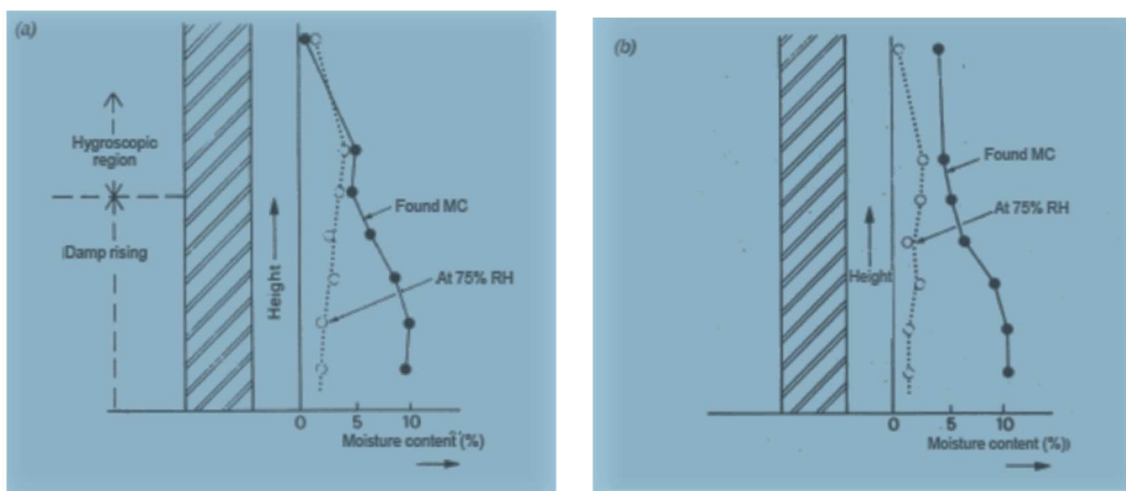 (a)
Hygroscopic
region
Damp rising
Height
Found MC
At 75% RH
0 5 10
Moisture content (%)
(b)
Found MC
At 75% RH
Height
0 5 10
Moisture content (%))